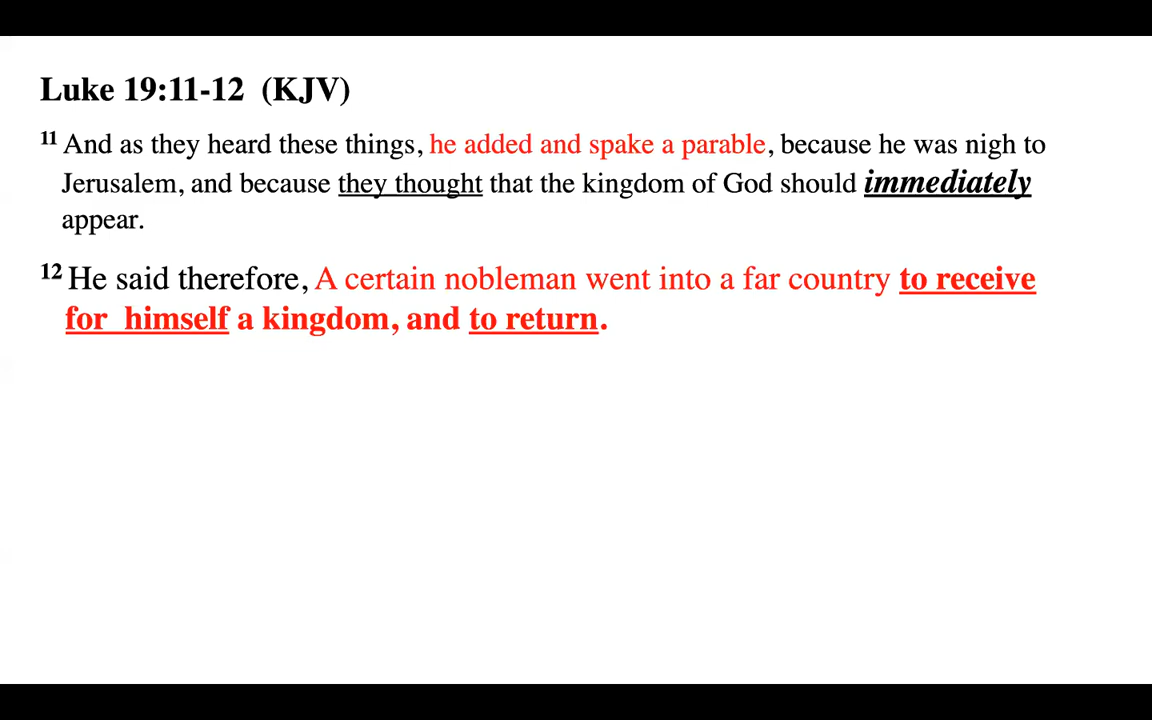 Luke 19:11-12  (KJV)
11 And as they heard these things, he added and spake a parable, because he was nigh to
Jerusalem, and because they thought that the kingdom of God should immediately
appear.
12 He said therefore, A certain nobleman went into a far country to receive
for  himself a kingdom, and to return.